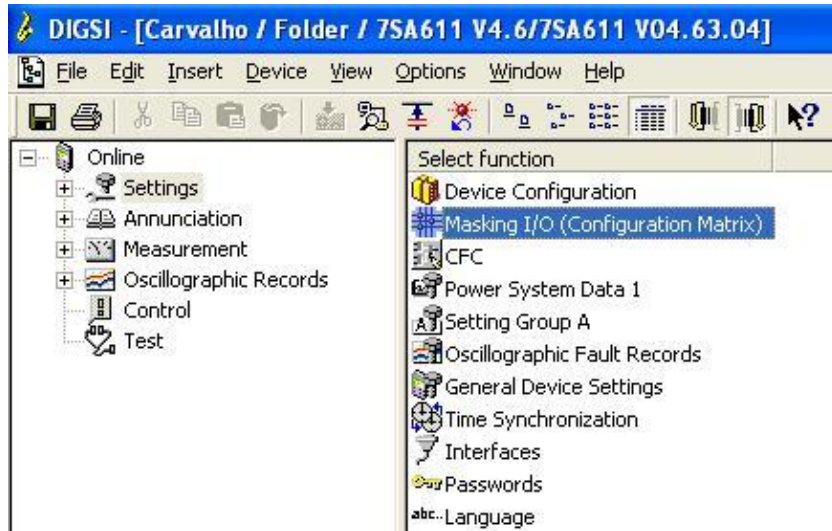 DIGSI - [Carvalho / Folder / 7SA611 V4.6/7SA611 V04.63.04]
File Edit Insert Device View Options Window Help
Online
Settings
Annunciation
Measurement
Oscillographic Records
Control
Test
Select function
Device Configuration
Masking I/O (Configuration Matrix)
CFC
Power System Data 1
Setting Group A
Oscillographic Fault Records
General Device Settings
Time Synchronization
Interfaces
Passwords
abc..Language